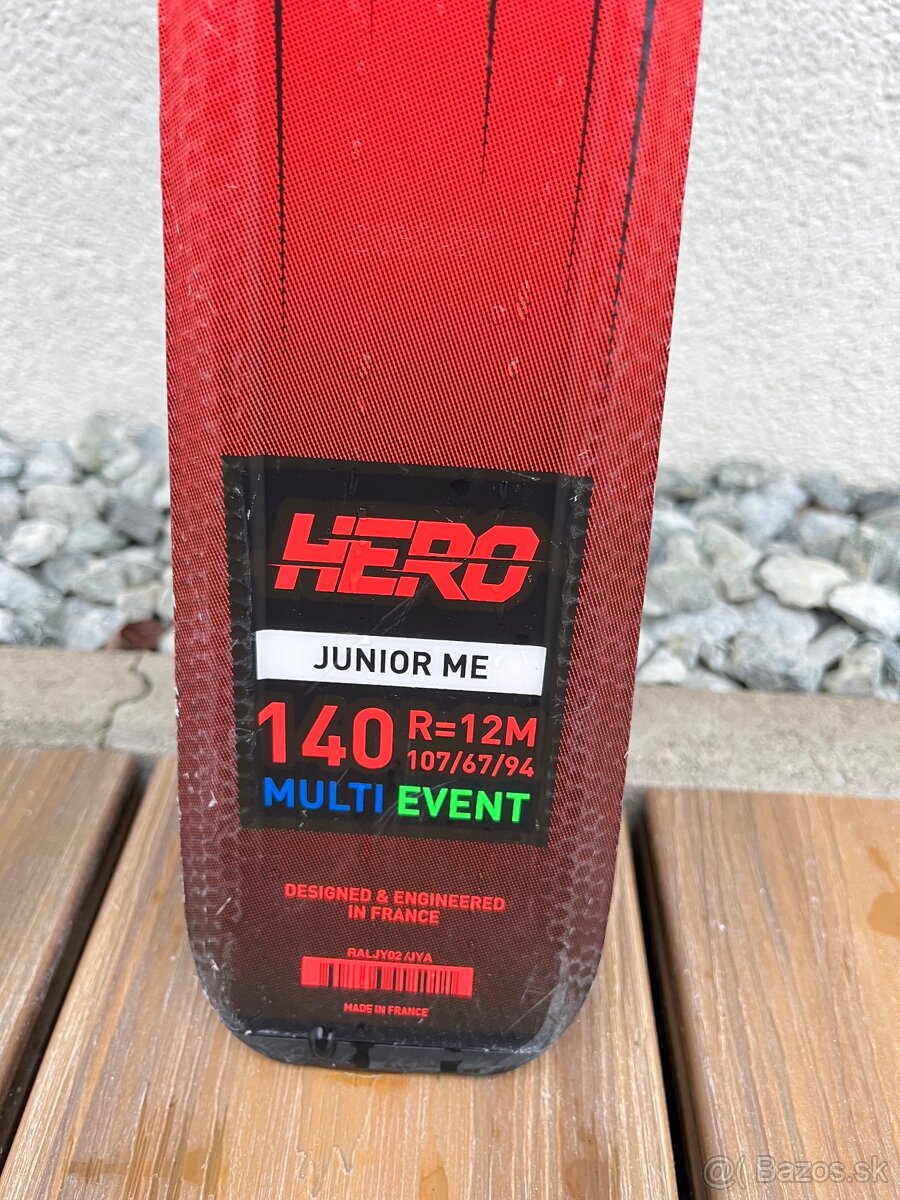 HERO
JUNIOR ME
140 R=12M
107/67/94
MULTI EVENT
DESIGNED & ENGINEERED
IN FRANCE
RALJY02/JYA
MADE IN FRANCE
@( Bazos.sk